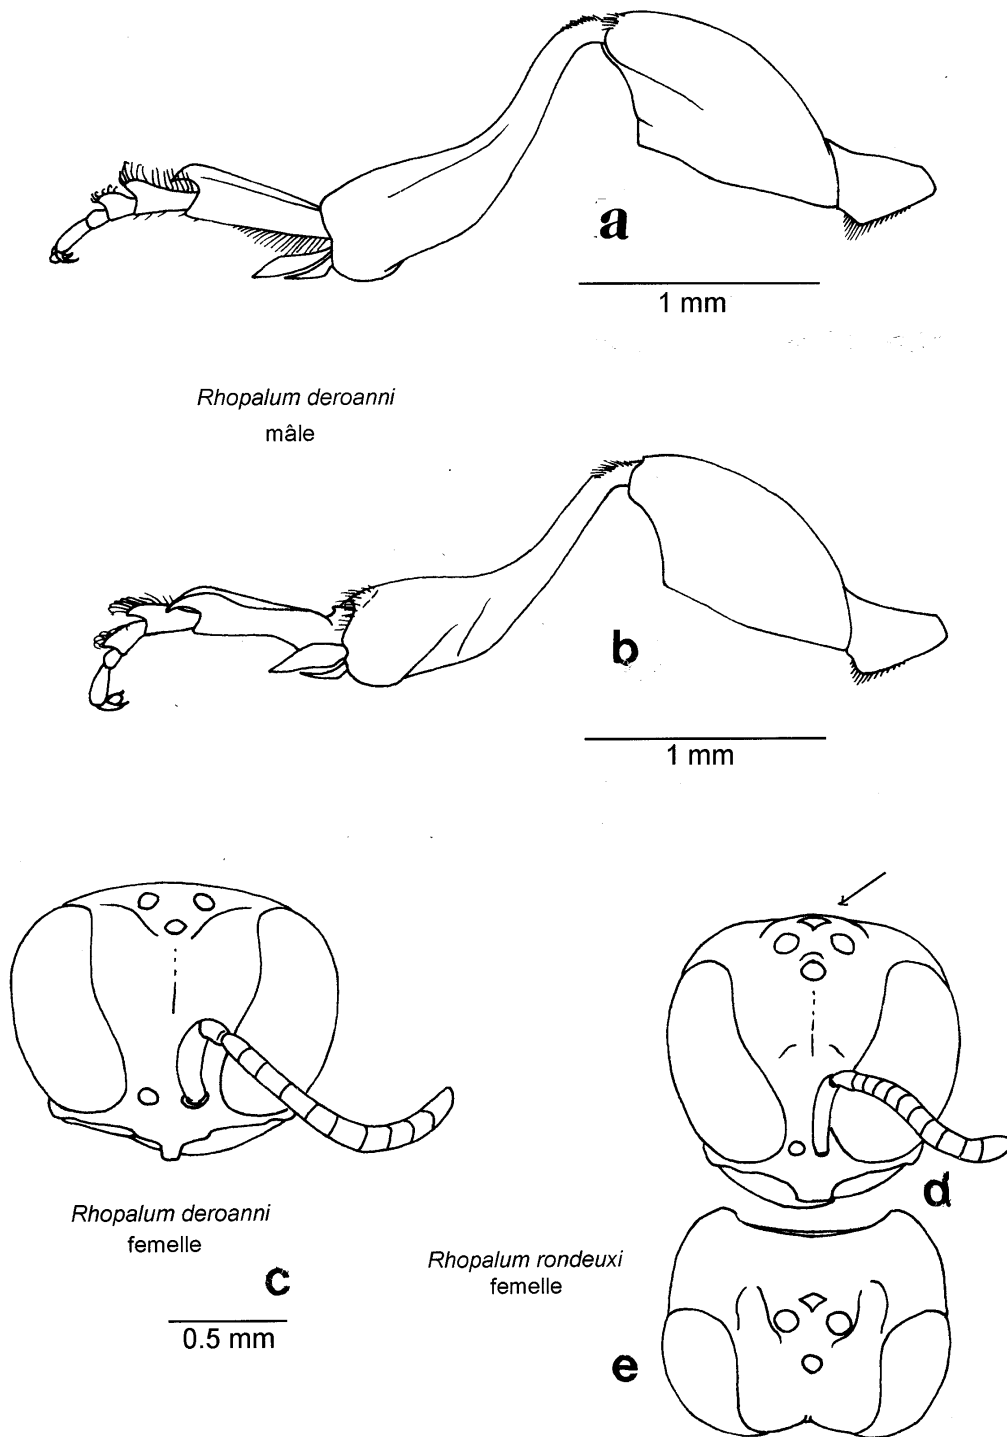 a
1 mm
Rhopalum deroanni
mâle
b
1 mm
Rhopalum deroanni
femelle
c
0.5 mm
d
Rhopalum rondeuxi
femelle
e